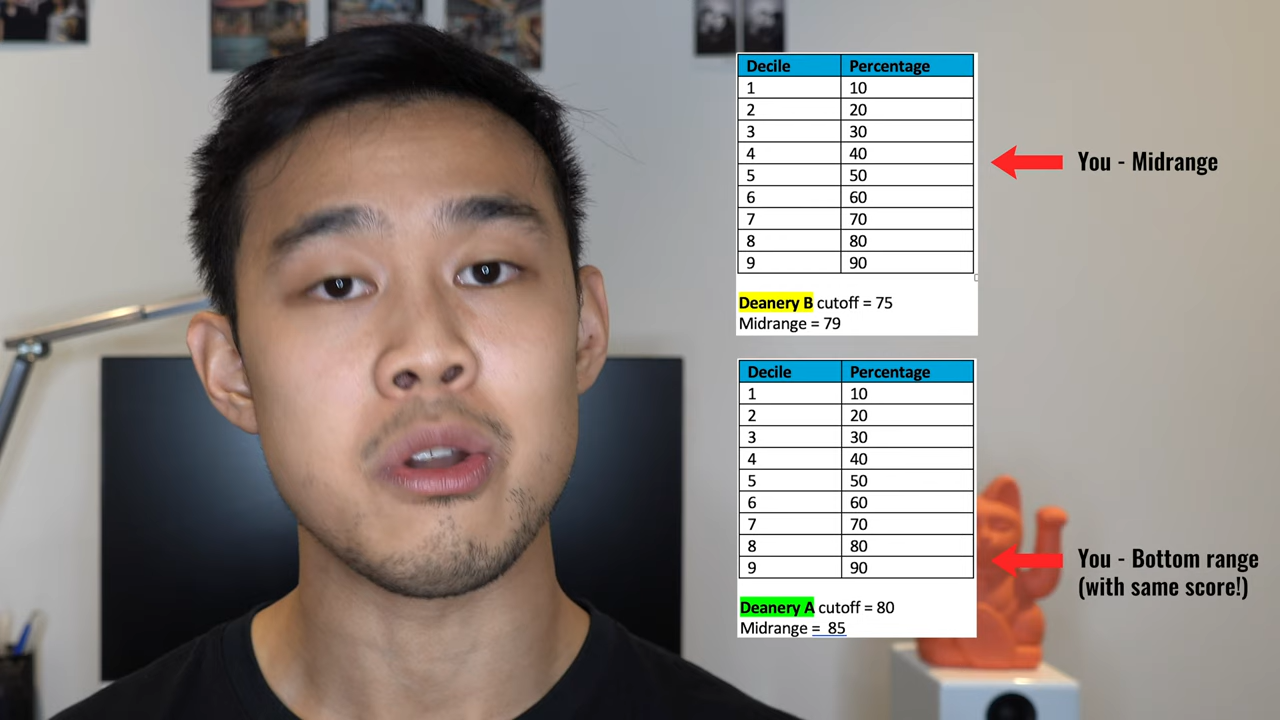 Decile Percentage
1 10
2 20
3 30
4 40
5 50
6 60
7 70
8 80
9 90
You - Midrange
Deanery B cutoff = 75
Midrange = 79
Decile Percentage
1 10
2 20
3 30
4 40
5 50
6 60
7 70
8 80
9 90
You - Bottom range
(with same score!)
Deanery A cutoff = 80
Midrange = 85